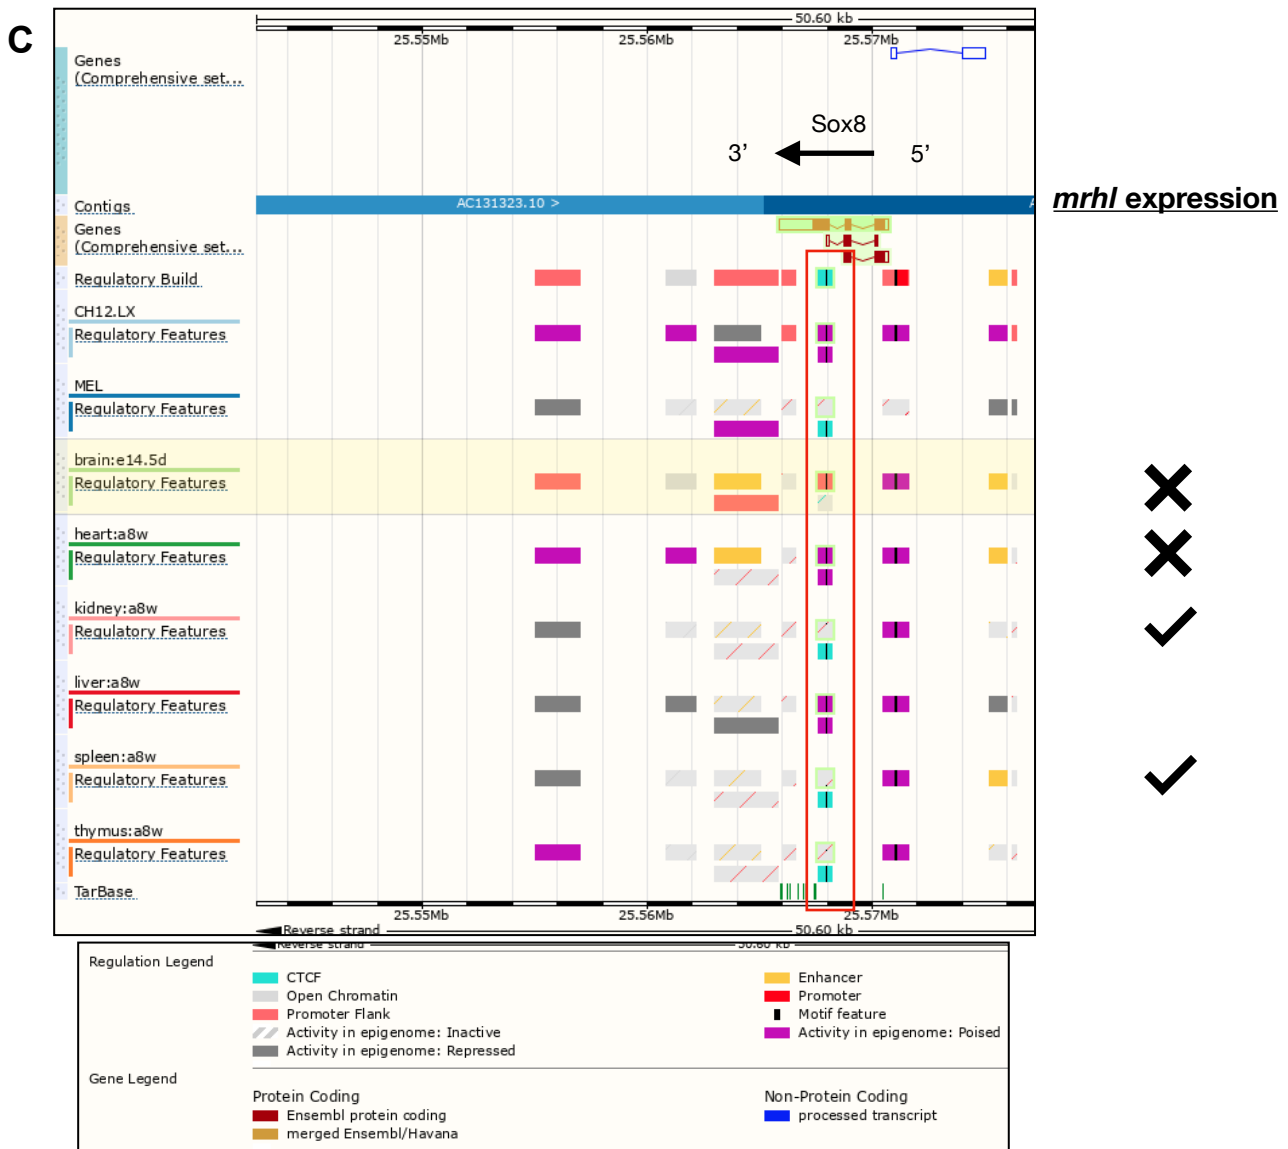 C
50.60 kb
25.55Mb 25.56Mb 25.57Mb
Genes
(Comprehensive set...
Sox8
3’ 5’
mrhl expression
Contigs
AC131323.10 >
A
Genes
(Comprehensive set...
Regulatory Build
CH12.LX
Regulatory Features
MEL
Regulatory Features
brain:e14.5d
Regulatory Features
heart:a8w
Regulatory Features
kidney:a8w
Regulatory Features
liver:a8w
Regulatory Features
spleen:a8w
Regulatory Features
thymus:a8w
Regulatory Features
TarBase
25.55Mb 25.56Mb 25.57Mb
Reverse strand 50.60 kb
Reverse strand 50.60 kb
Regulation Legend
CTCF Enhancer
Open Chromatin Promoter
Promoter Flank Motif feature
Activity in epigenome: Inactive Activity in epigenome: Poised
Activity in epigenome: Repressed
Gene Legend
Protein Coding Non-Protein Coding
Ensembl protein coding processed transcript
merged Ensembl/Havana